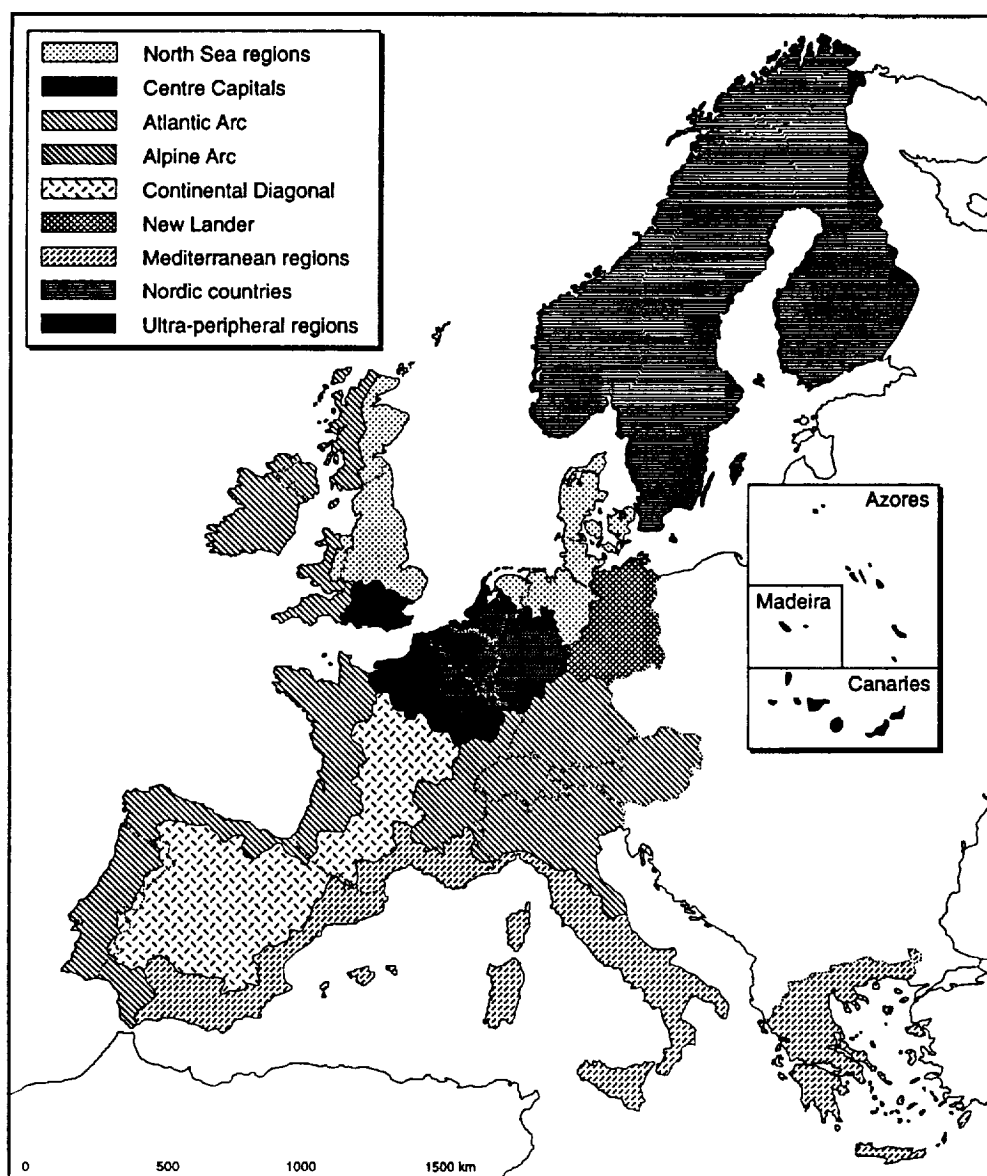 North Sea regions
Centre Capitals
Atlantic Arc
Alpine Arc
Continental Diagonal
New Lander
Mediterranean regions
Nordic countries
Ultra-peripheral regions
Azores
Madeira
Canaries
0 500 1000 1500 km